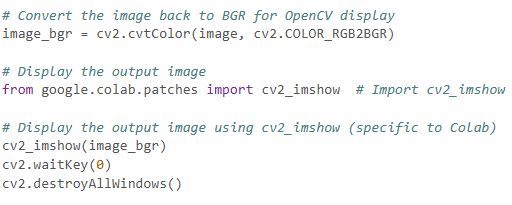 # Convert the image back to BGR for OpenCV display
image_bgr = cv2.cvtColor(image, cv2.COLOR_RGB2BGR)
# Display the output image
from google.colab.patches import cv2_imshow  # Import cv2_imshow
# Display the output image using cv2_imshow (specific to Colab)
cv2_imshow(image_bgr)
cv2.waitKey(0)
cv2.destroyAllWindows()